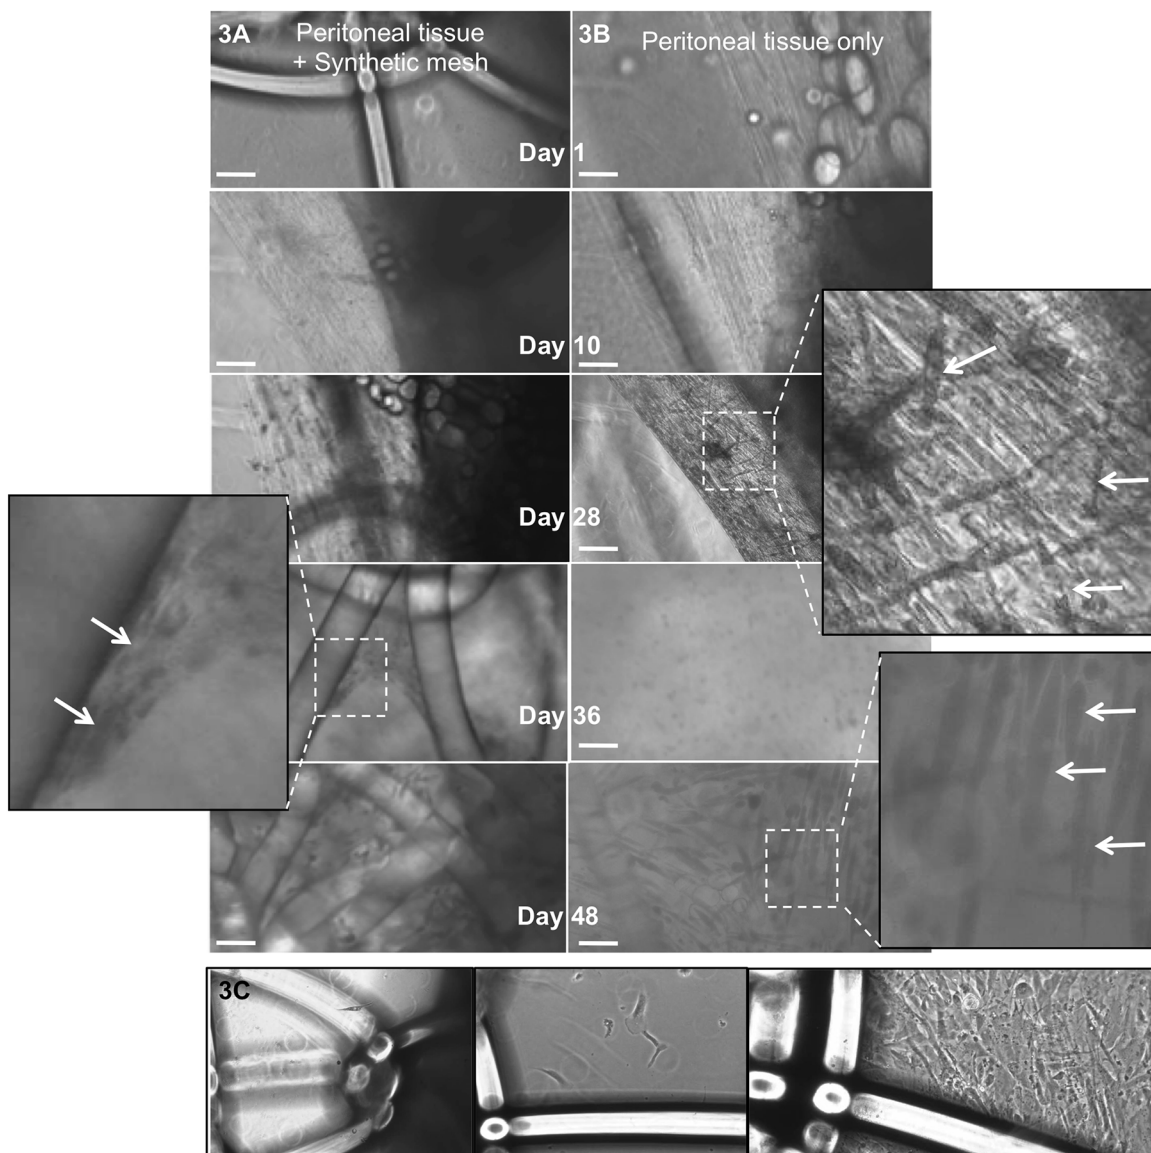 3A
Peritoneal tissue
+ Synthetic mesh
3B
Peritoneal tissue only
Day 1
Day 10
Day 28
Day 36
Day 48
3C